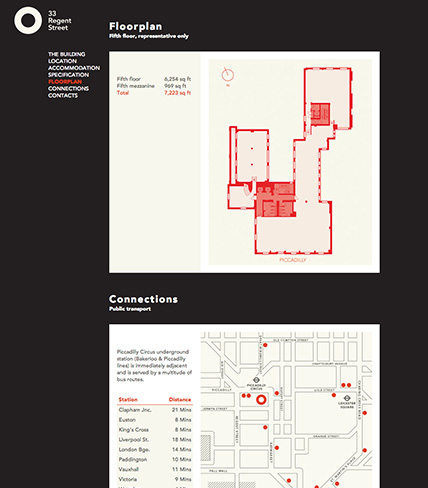 33
Regent
Street
THE BUILDING
LOCATION
ACCOMMODATION
SPECIFICATION
FLOORPLAN
CONNECTIONS
CONTACTS
Floorplan
Fifth floor, representative only
Fifth floor 6,254 sq ft
Fifth mezzanine 969 sq ft
Total 7,223 sq ft
N
PICCADILLY
Connections
Public transport
Piccadilly Circus underground
station (Bakerloo & Piccadilly
lines) is immediately adjacent
and is served by a multitude of
bus routes.
Station Distance
Clapham Jnc. 21 Mins
Euston 8 Mins
King's Cross 8 Mins
Liverpool St. 18 Mins
London Bge. 14 Mins
Paddington 10 Mins
Vauxhall 11 Mins
Victoria 9 Mins
OLD COMPTON STREET
SHAFTESBURY AVENUE
PICCADILLY
PICCADILLY
CIRCUS
LISLE STREET
LEICESTER
SQUARE
JERMYN STREET
REGENT STREET
HAYMARKET
ORANGE STREET
PALL MALL